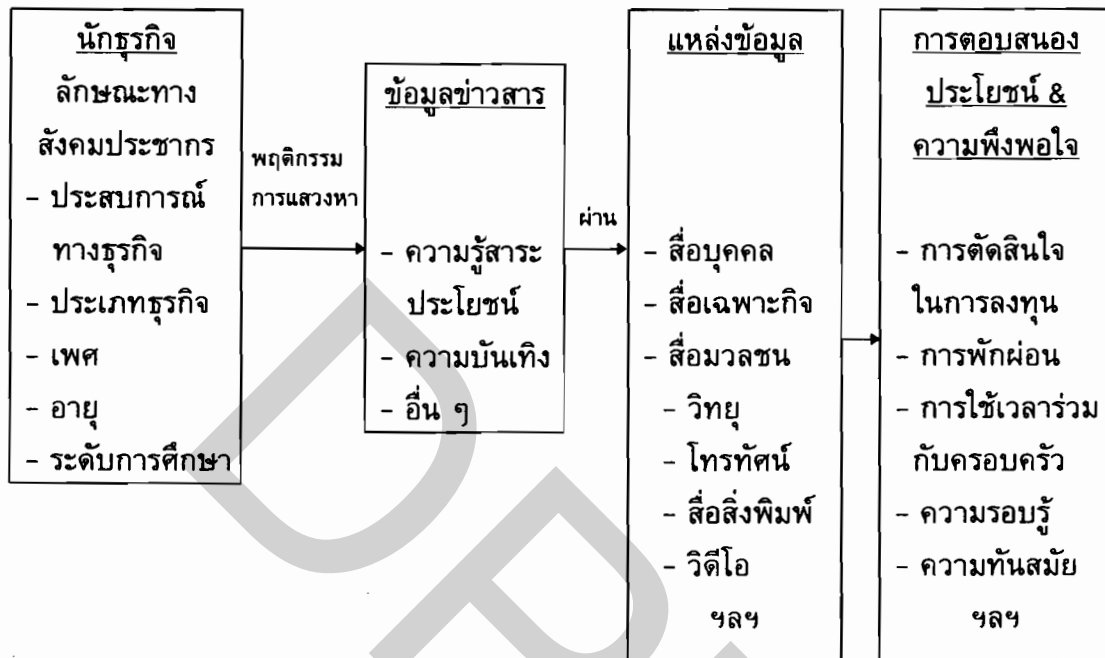 นักธุรกิจ
ลักษณะทาง
สังคมประชากร
- ประสบการณ์
ทางธุรกิจ
- ประเภทธุรกิจ
- เพศ
- อายุ
- ระดับการศึกษา
พฤติกรรม
การแสวงหา
ข้อมูลข่าวสาร
- ความรู้สาระ
ประโยชน์
- ความบันเทิง
- อื่น ๆ
ผ่าน
แหล่งข้อมูล
- สื่อบุคคล
- สื่อเฉพาะกิจ
- สื่อมวลชน
- วิทยุ
- โทรทัศน์
- สื่อสิ่งพิมพ์
- วิดีโอ
ฯลฯ
การตอบสนอง
ประโยชน์ &
ความพึงพอใจ
- การตัดสินใจ
ในการลงทุน
- การพักผ่อน
- การใช้เวลาร่วม
กับครอบครัว
- ความรอบรู้
- ความทันสมัย
ฯลฯ